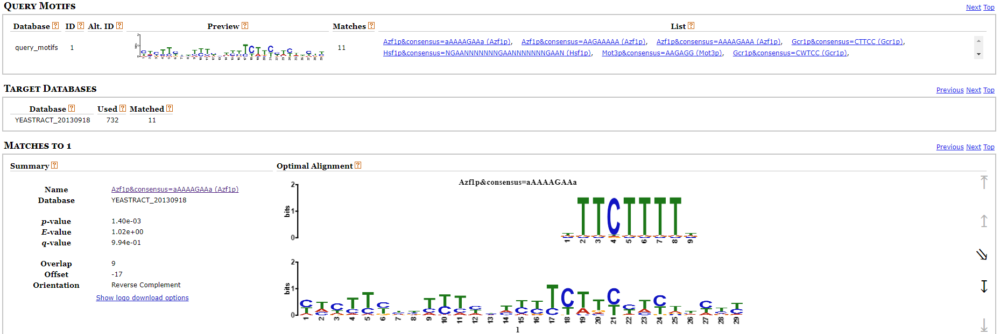 QUERY MOTIFS
Next Top
Database ? ID ? Alt. ID ? Preview ? Matches ? List ?
query_motifs 1 11 Azf1p&consensus=aAAAAGAAa (Azf1p), Azf1p&consensus=AAGAAAAA (Azf1p), Azf1p&consensus=AAAAGAAA (Azf1p), Gcr1p&consensus=CTTCC (Gcr1p),
Hsf1p&consensus=NGAANNNNNNNGAANNNNNNNGAAN (Hsf1p), Mot3p&consensus=AAGAGG (Mot3p), Gcr1p&consensus=CWTCC (Gcr1p),
TARGET DATABASES
Previous Next Top
Database ? Used ? Matched ?
YEASTRACT_20130918 732 11
MATCHES TO 1
Previous Next Top
Summary ? Optimal Alignment ?
Name Azf1p&consensus=aAAAAGAAa (Azf1p)
Database YEASTRACT_20130918
p-value 1.40e-03
E-value 1.02e+00
q-value 9.94e-01
Overlap 9
Offset -17
Orientation Reverse Complement
Show logo download options
Azf1p&consensus=aAAAAGAAa
2
1
0
bits
TTCTTTT
1 2 3 4 5 6 7 8 9
2
1
0
bits
1 2 3 4 5 6 7 8 9 10 11 12 13 14 15 16 17 18 19 20 21 22 23 24 25 26 27 28 29
1